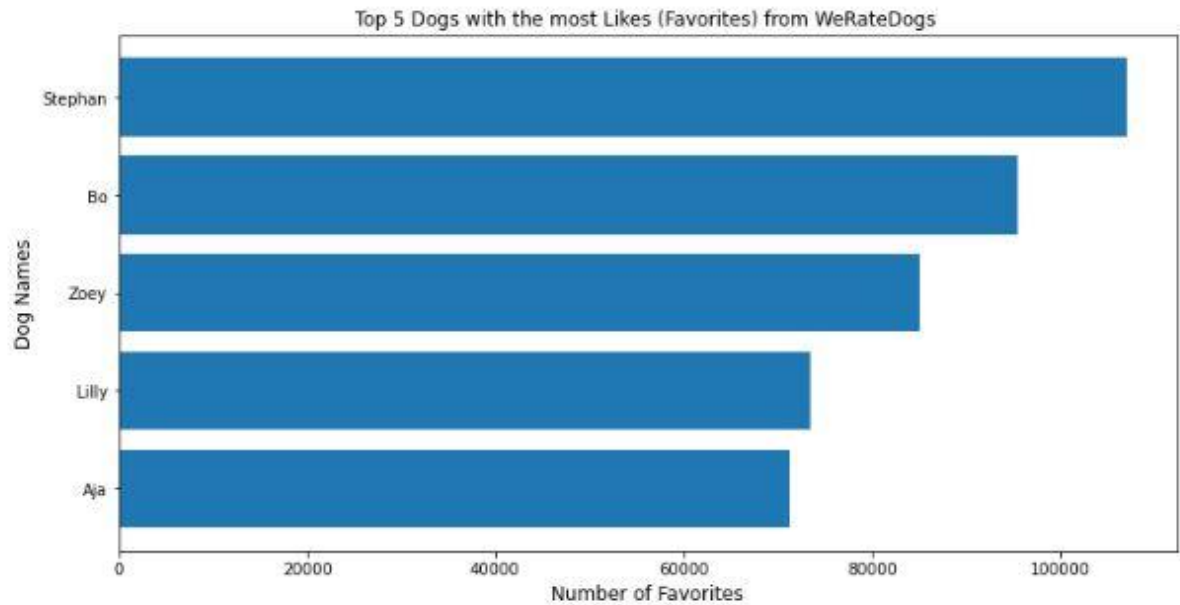 Top 5 Dogs with the most Likes (Favorites) from WeRateDogs
Dog Names
Stephan
Bo
Zoey
Lilly
Aja
0 20000 40000 60000 80000 100000
Number of Favorites